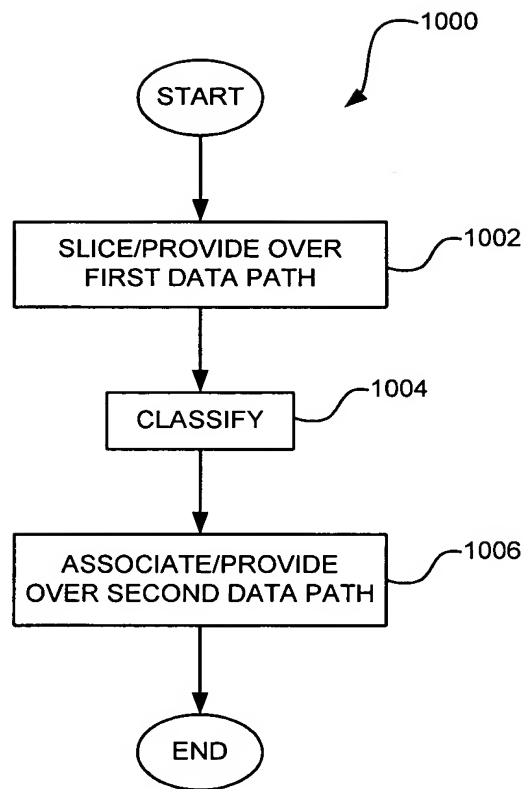 1000
START
SLICE/PROVIDE OVER
FIRST DATA PATH
1002
CLASSIFY
1004
ASSOCIATE/PROVIDE
OVER SECOND DATA PATH
1006
END